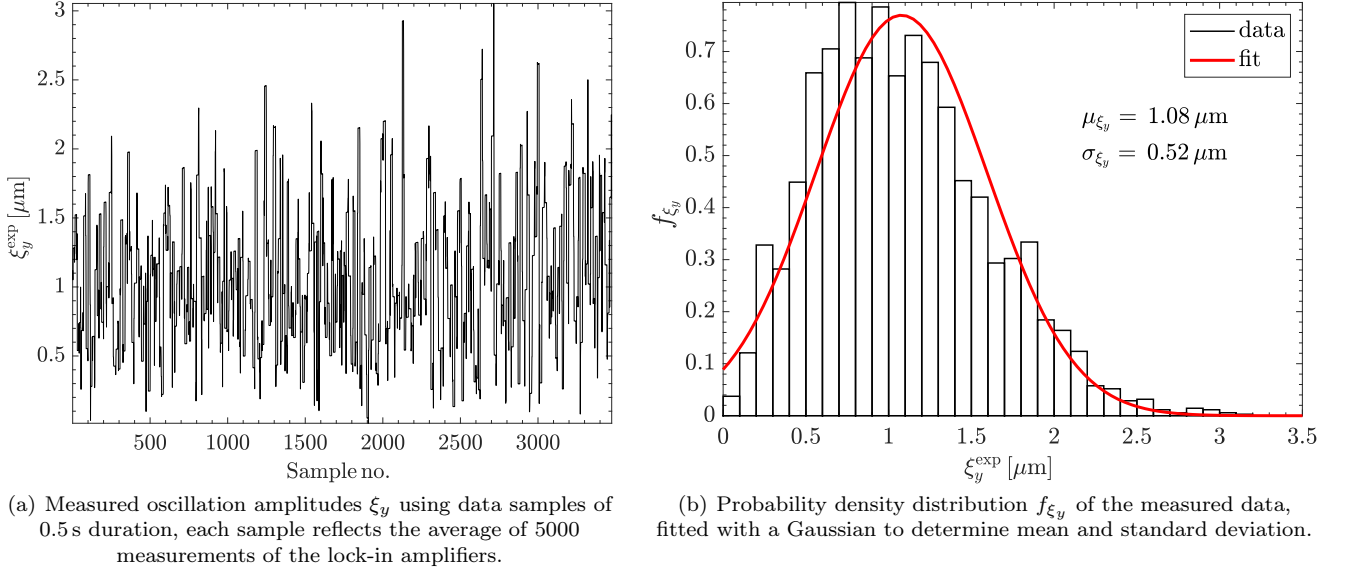 3
2.5
2
1.5
1
0.5
ξ_y^exp [μm]
500 1000 1500 2000 2500 3000
Sample no.
(a) Measured oscillation amplitudes ξ_y using data samples of
0.5 s duration, each sample reflects the average of 5000
measurements of the lock-in amplifiers.
0.7
0.6
0.5
0.4
0.3
0.2
0.1
0
f_ξ_y
data
fit
μ_ξ_y = 1.08 μm
σ_ξ_y = 0.52 μm
0 0.5 1 1.5 2 2.5 3 3.5
ξ_y^exp [μm]
(b) Probability density distribution f_ξ_y of the measured data,
fitted with a Gaussian to determine mean and standard deviation.